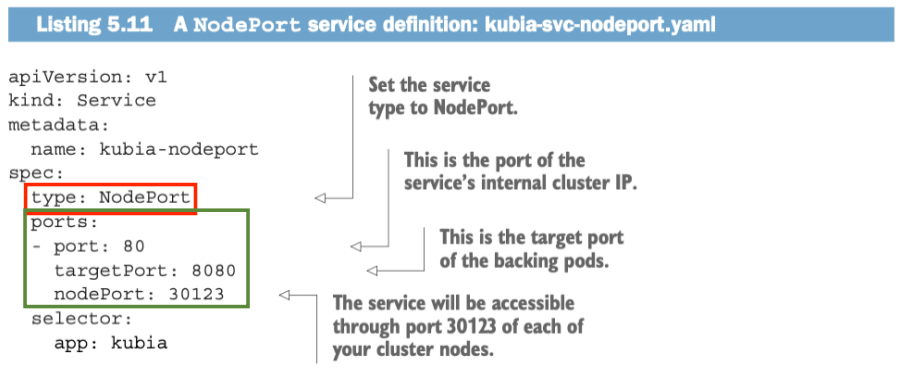 Listing 5.11 A NodePort service definition: kubia-svc-nodeport.yaml
apiVersion: v1
kind: Service
metadata:
  name: kubia-nodeport
spec:
  type: NodePort
  ports:
  - port: 80
    targetPort: 8080
    nodePort: 30123
  selector:
    app: kubia
Set the service
type to NodePort.
This is the port of the
service's internal cluster IP.
This is the target port
of the backing pods.
The service will be accessible
through port 30123 of each of
your cluster nodes.